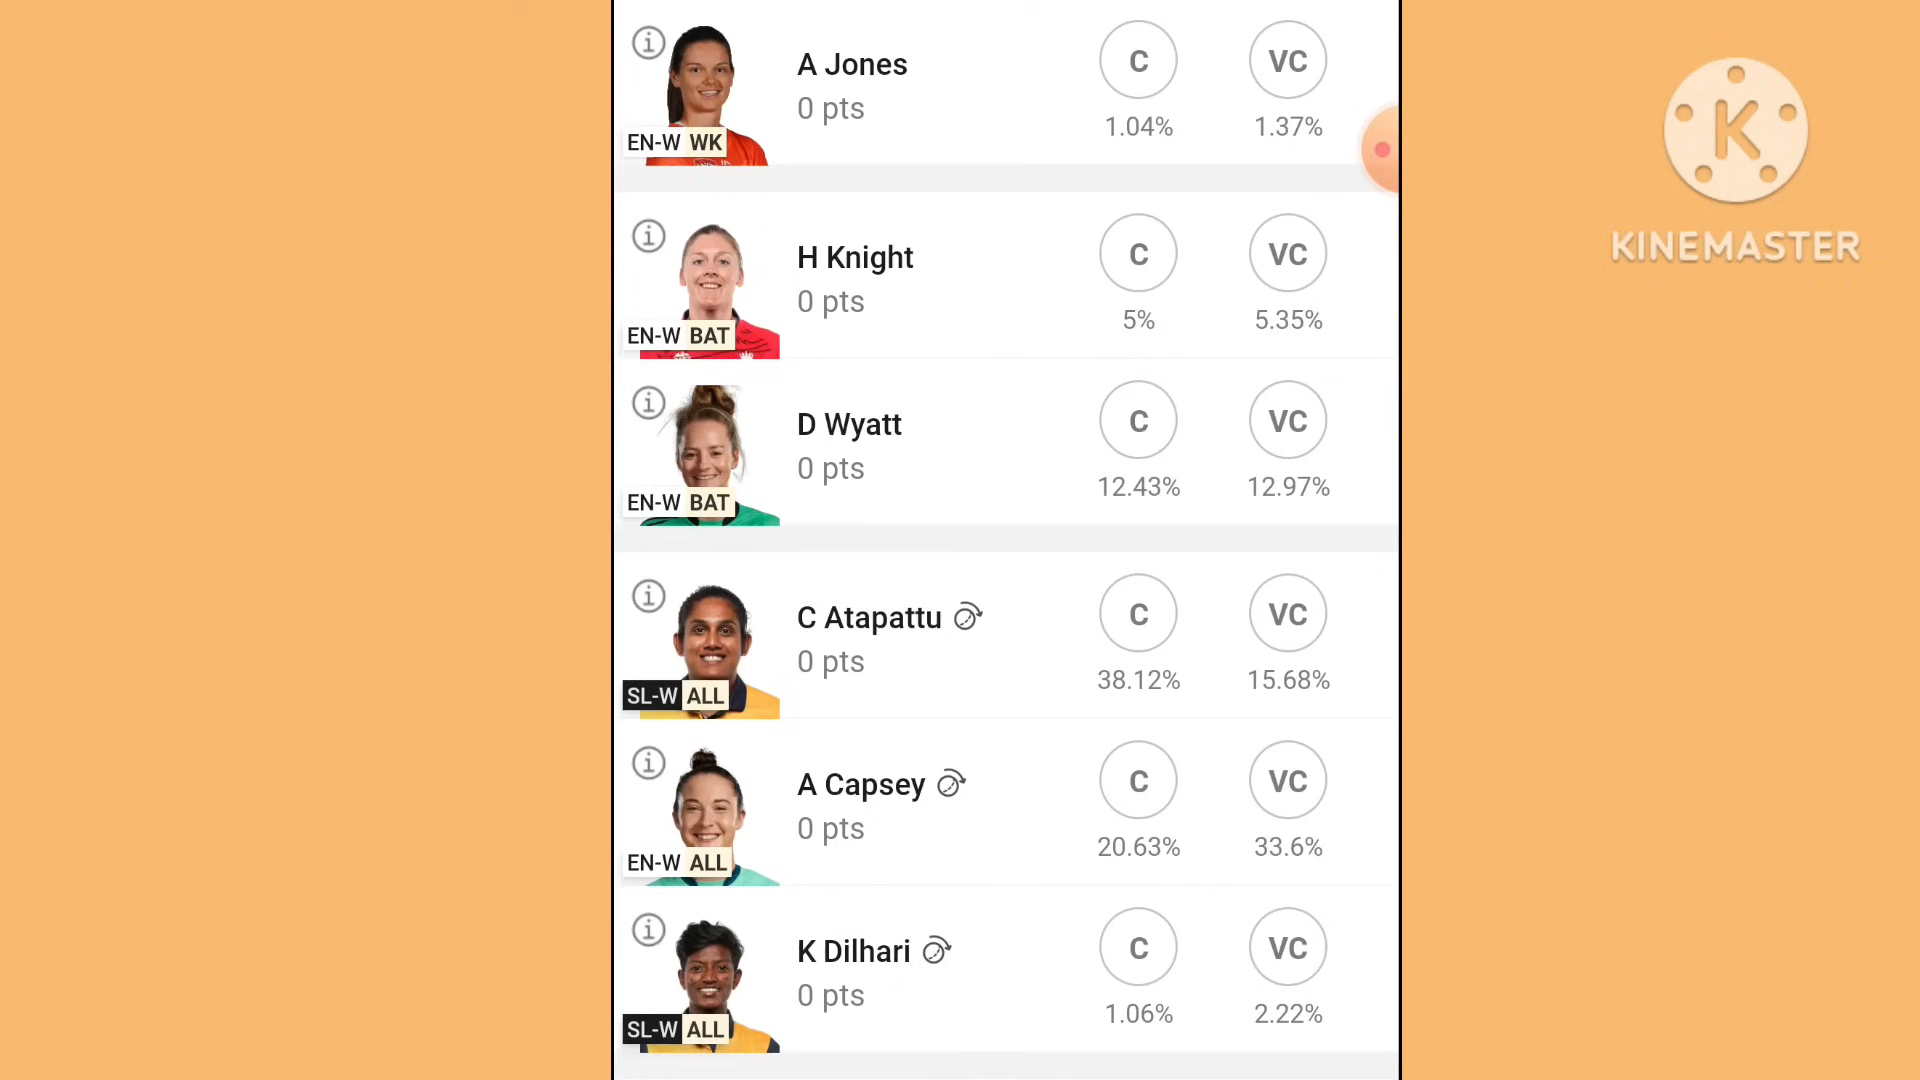 A Jones
0 pts
EN-W WK
C
VC
1.04%
1.37%
H Knight
0 pts
EN-W BAT
C
VC
5%
5.35%
D Wyatt
0 pts
EN-W BAT
C
VC
12.43%
12.97%
C Atapattu
0 pts
SL-W ALL
C
VC
38.12%
15.68%
A Capsey
0 pts
EN-W ALL
C
VC
20.63%
33.6%
K Dilhari
0 pts
SL-W ALL
C
VC
1.06%
2.22%
K
KINEMASTER